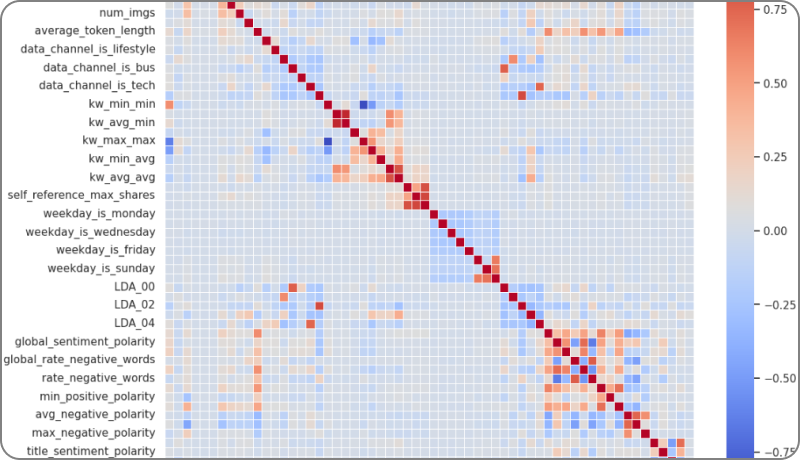 num_imgs
average_token_length
data_channel_is_lifestyle
data_channel_is_bus
data_channel_is_tech
kw_min_min
kw_avg_min
kw_max_max
kw_min_avg
kw_avg_avg
self_reference_max_shares
weekday_is_monday
weekday_is_wednesday
weekday_is_friday
weekday_is_sunday
LDA_00
LDA_02
LDA_04
global_sentiment_polarity
global_rate_negative_words
rate_negative_words
min_positive_polarity
avg_negative_polarity
max_negative_polarity
title_sentiment_polarity
0.75
0.50
0.25
0.00
−0.25
−0.50
−0.75